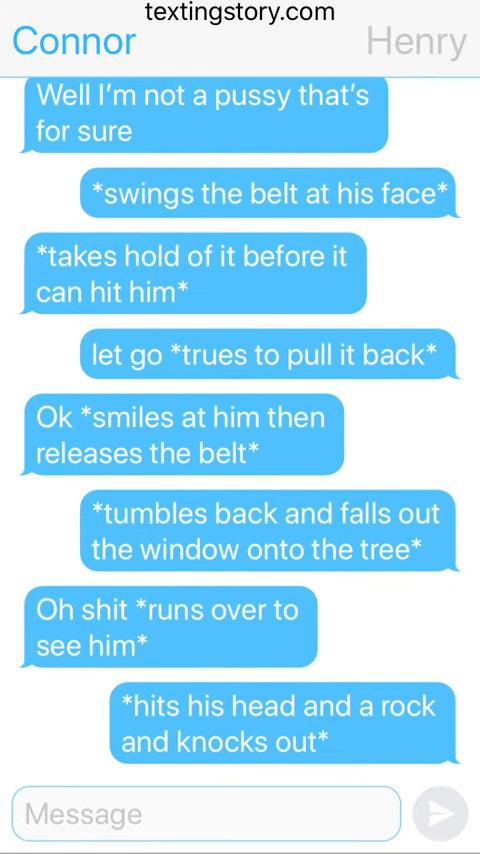 textingstory.com
Connor
Henry
Well I’m not a pussy that’s
for sure
*swings the belt at his face*
*takes hold of it before it
can hit him*
let go *trues to pull it back*
Ok *smiles at him then
releases the belt*
*tumbles back and falls out
the window onto the tree*
Oh shit *runs over to
see him*
*hits his head and a rock
and knocks out*
Message